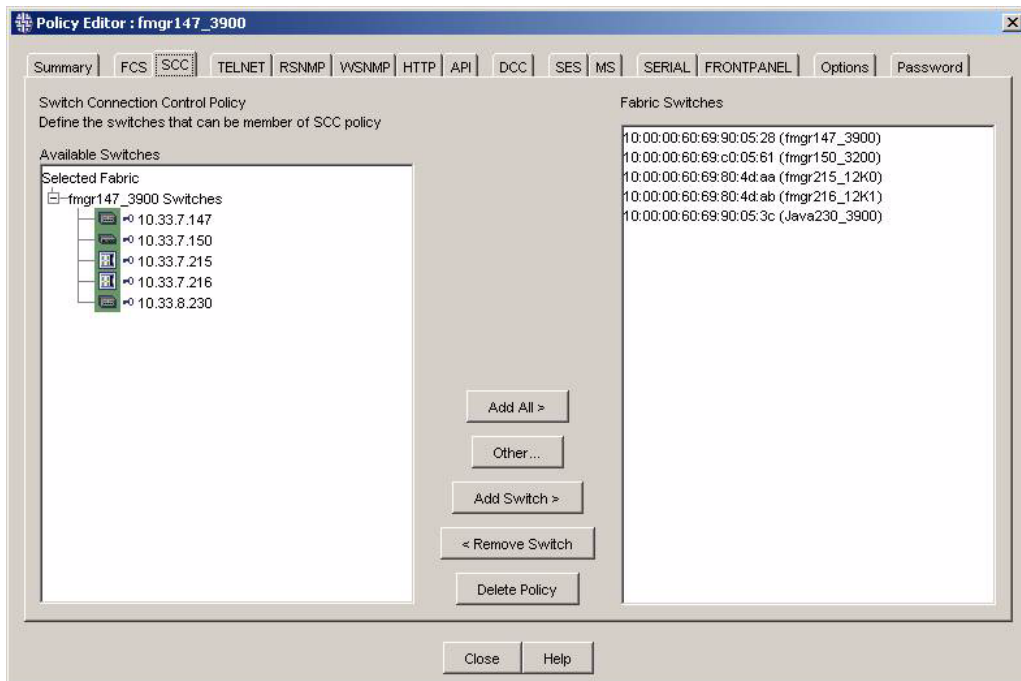 Policy Editor : fmgr147_3900
Summary FCS SCC TELNET RSNMP WSNMP HTTP API DCC SES MS SERIAL FRONTPANEL Options Password
Switch Connection Control Policy
Define the switches that can be member of SCC policy
Available Switches
Selected Fabric
fmgr147_3900 Switches
10.33.7.147
10.33.7.150
10.33.7.215
10.33.7.216
10.33.8.230
Add All >
Other...
Add Switch >
< Remove Switch
Delete Policy
Fabric Switches
10:00:00:60:69:90:05:28 (fmgr147_3900)
10:00:00:60:69:c0:05:61 (fmgr150_3200)
10:00:00:60:69:80:4d:aa (fmgr215_12K0)
10:00:00:60:69:80:4d:ab (fmgr216_12K1)
10:00:00:60:69:90:05:3c (Java230_3900)
Close Help